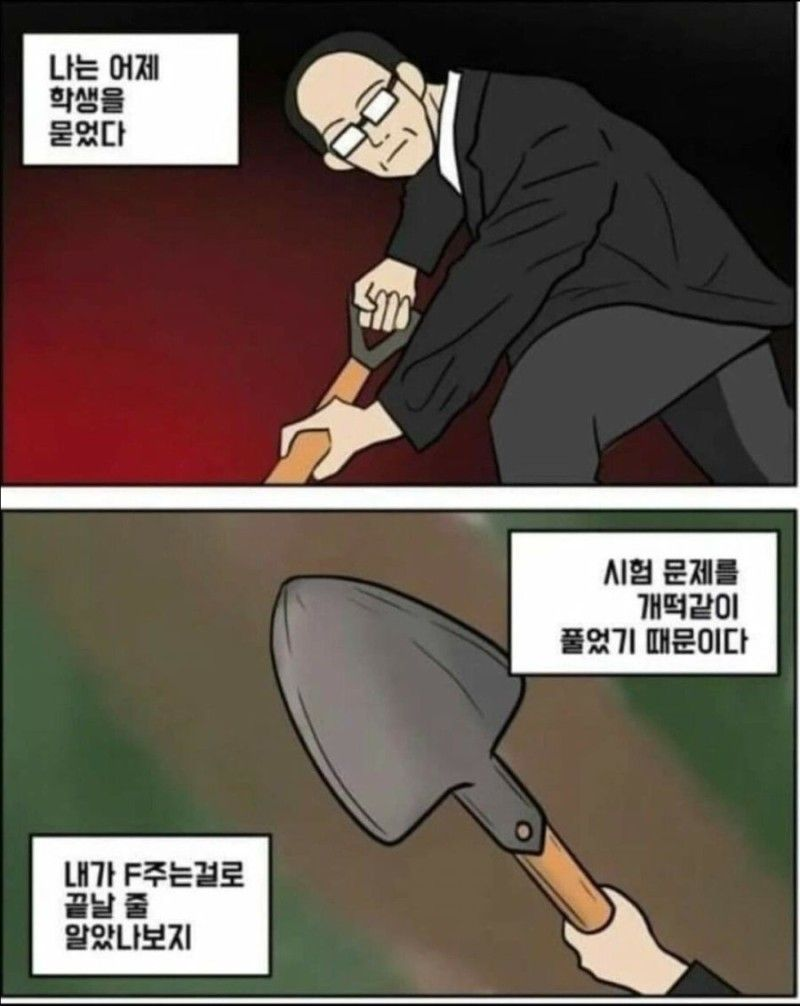 나는 어제
학생을
묻었다
시험 문제를
개떡같이
풀었기 때문이다
내가 F주는걸로
끝날 줄
알았나보지